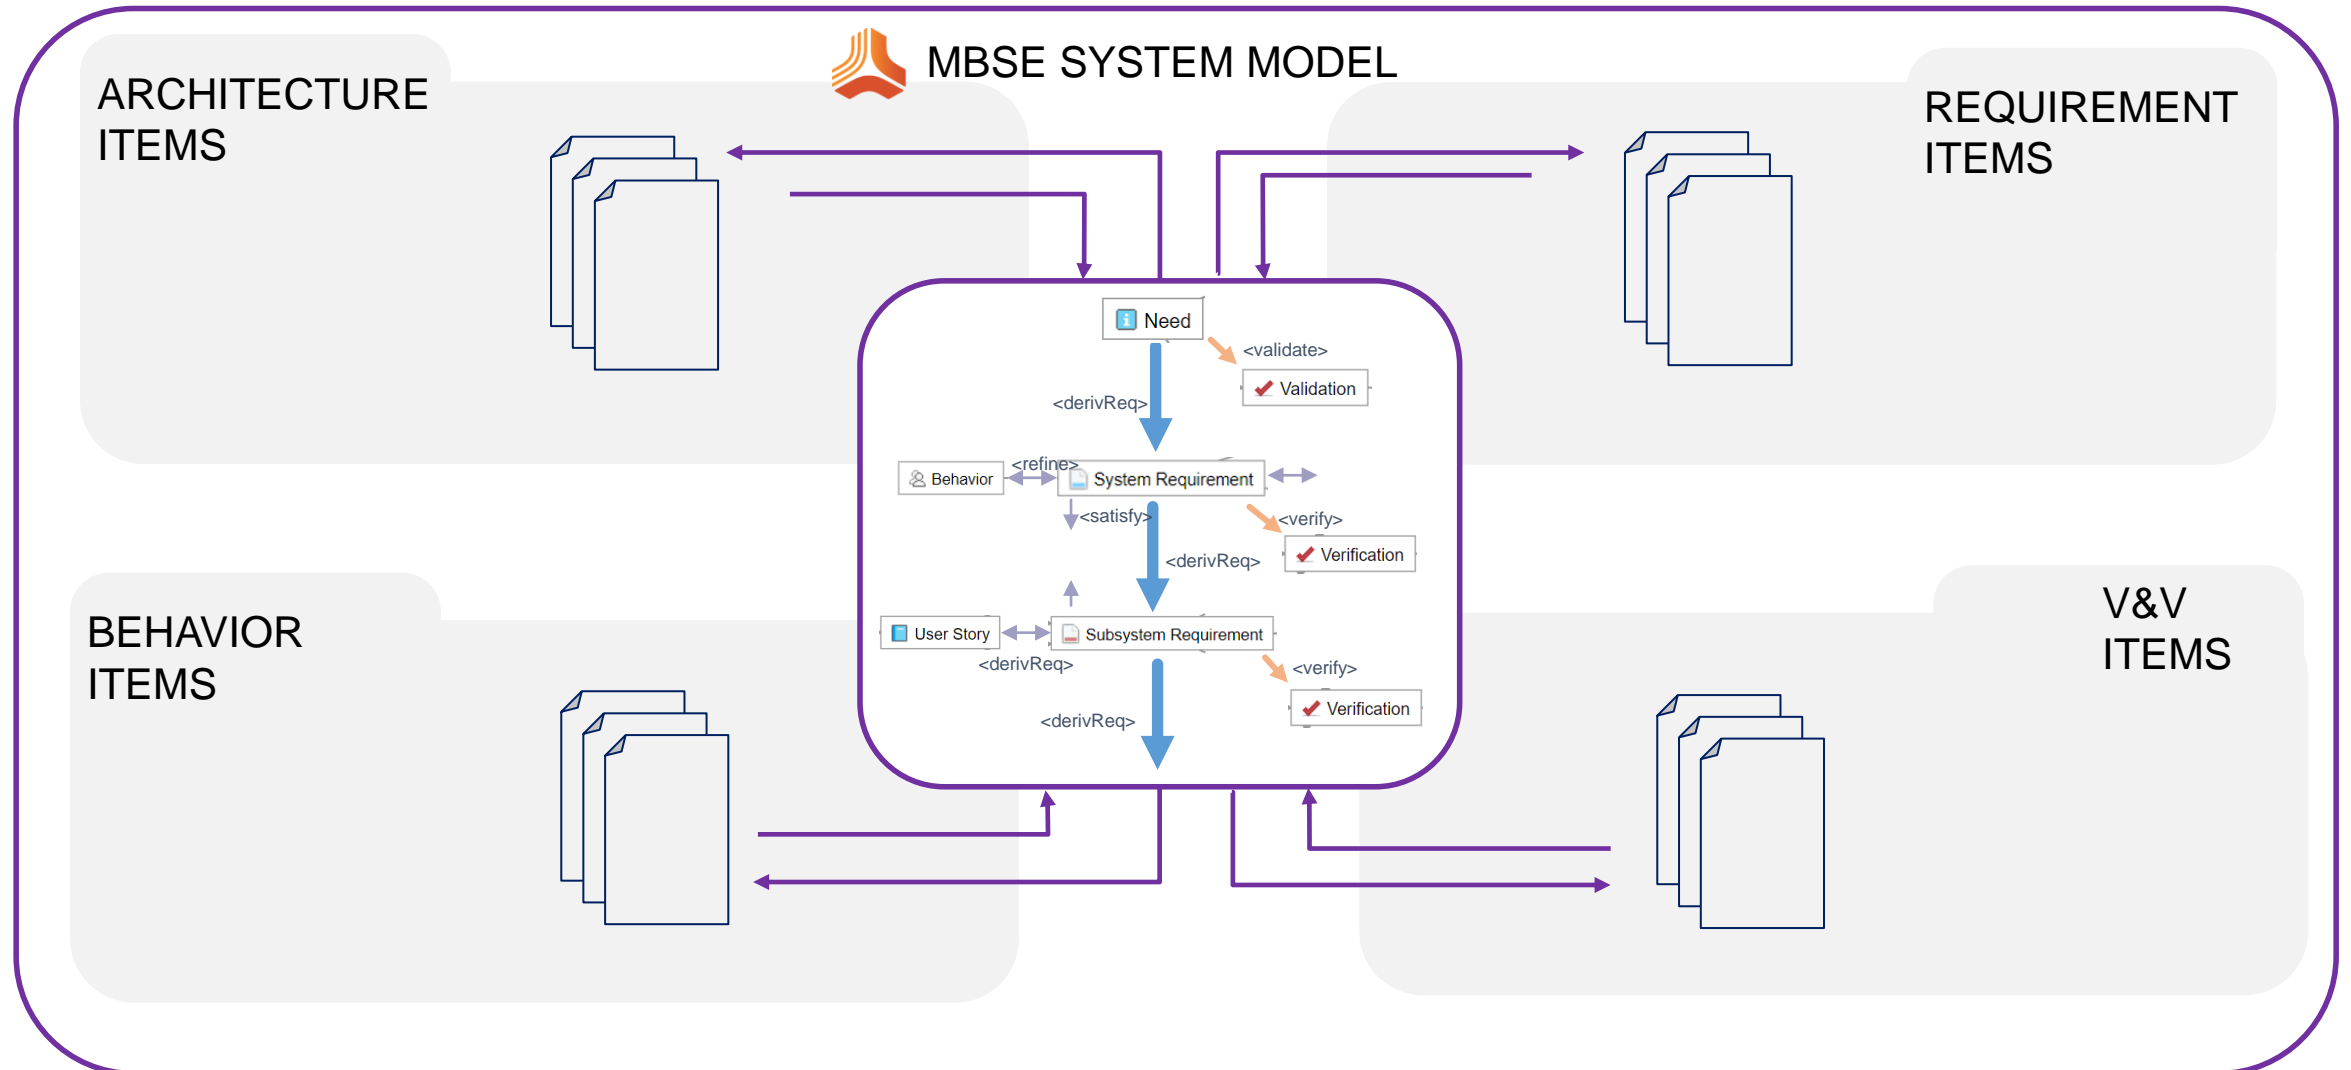 MBSE SYSTEM MODEL
ARCHITECTURE
ITEMS
REQUIREMENT
ITEMS
Need
<validate>
Validation
<derivReq>
<refine>
Behavior
System Requirement
<satisfy>
<verify>
Verification
<derivReq>
User Story
Subsystem Requirement
<derivReq>
<verify>
Verification
<derivReq>
BEHAVIOR
ITEMS
V&V
ITEMS